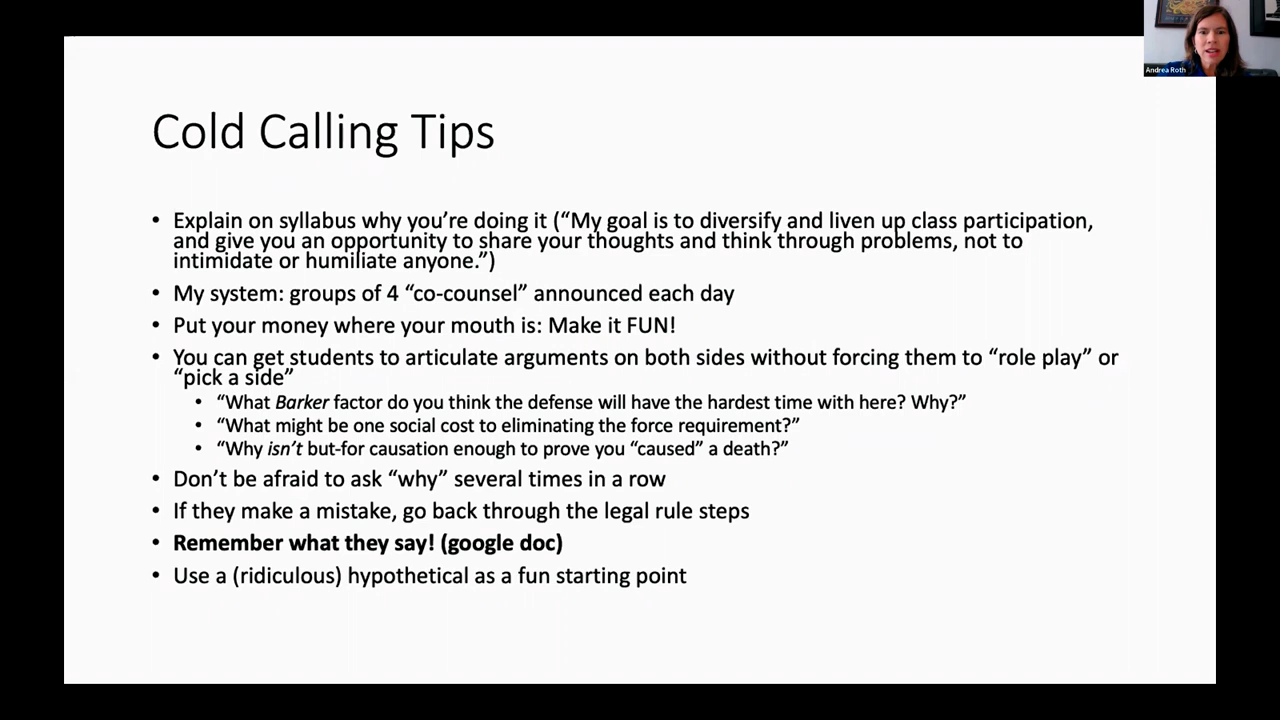 Andrea Roth
Cold Calling Tips
• Explain on syllabus why you’re doing it (“My goal is to diversify and liven up class participation,
and give you an opportunity to share your thoughts and think through problems, not to
intimidate or humiliate anyone.”)
• My system: groups of 4 “co-counsel” announced each day
• Put your money where your mouth is: Make it FUN!
• You can get students to articulate arguments on both sides without forcing them to “role play” or
“pick a side”
• “What Barker factor do you think the defense will have the hardest time with here? Why?”
• “What might be one social cost to eliminating the force requirement?”
• “Why isn’t but-for causation enough to prove you “caused” a death?”
• Don’t be afraid to ask “why” several times in a row
• If they make a mistake, go back through the legal rule steps
• Remember what they say! (google doc)
• Use a (ridiculous) hypothetical as a fun starting point